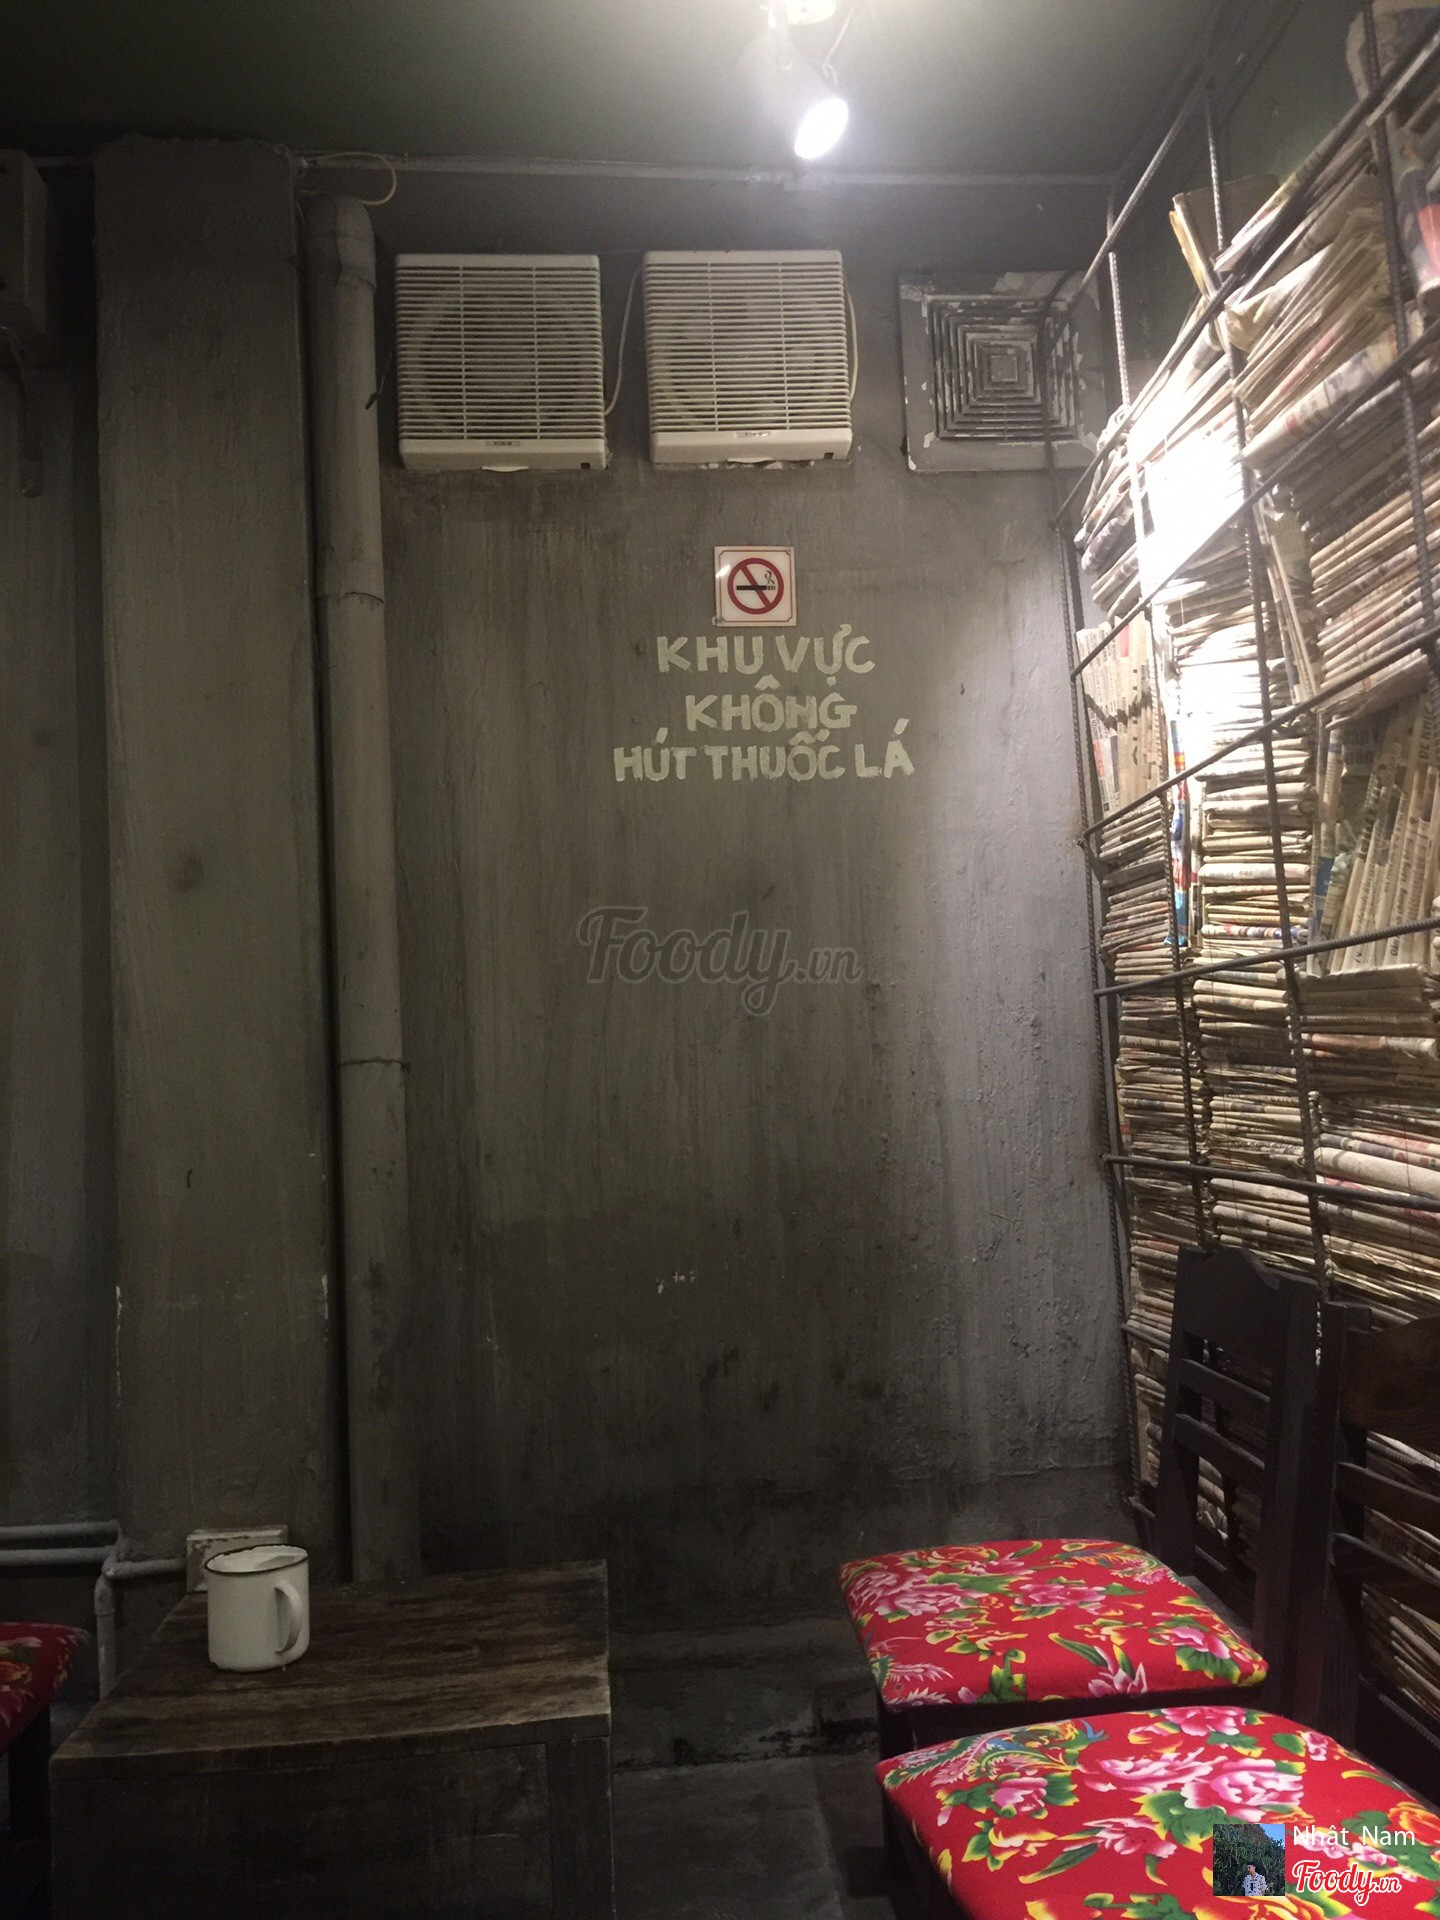 KHU VỰC
KHÔNG
HÚT THUỐC LÁ
Foody.vn
Nhật Nam
Foody.vn